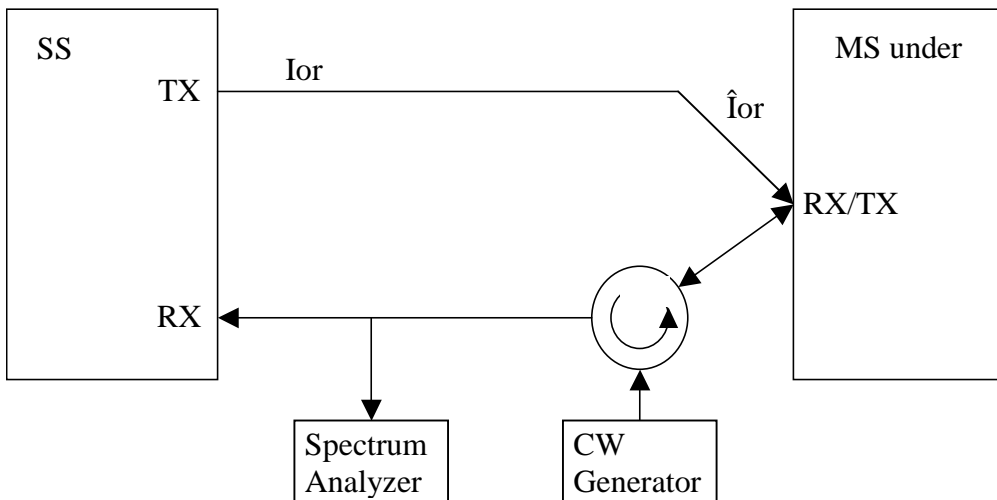 SS
MS under
TX
Ior
Îor
RX/TX
RX
Spectrum
Analyzer
CW
Generator